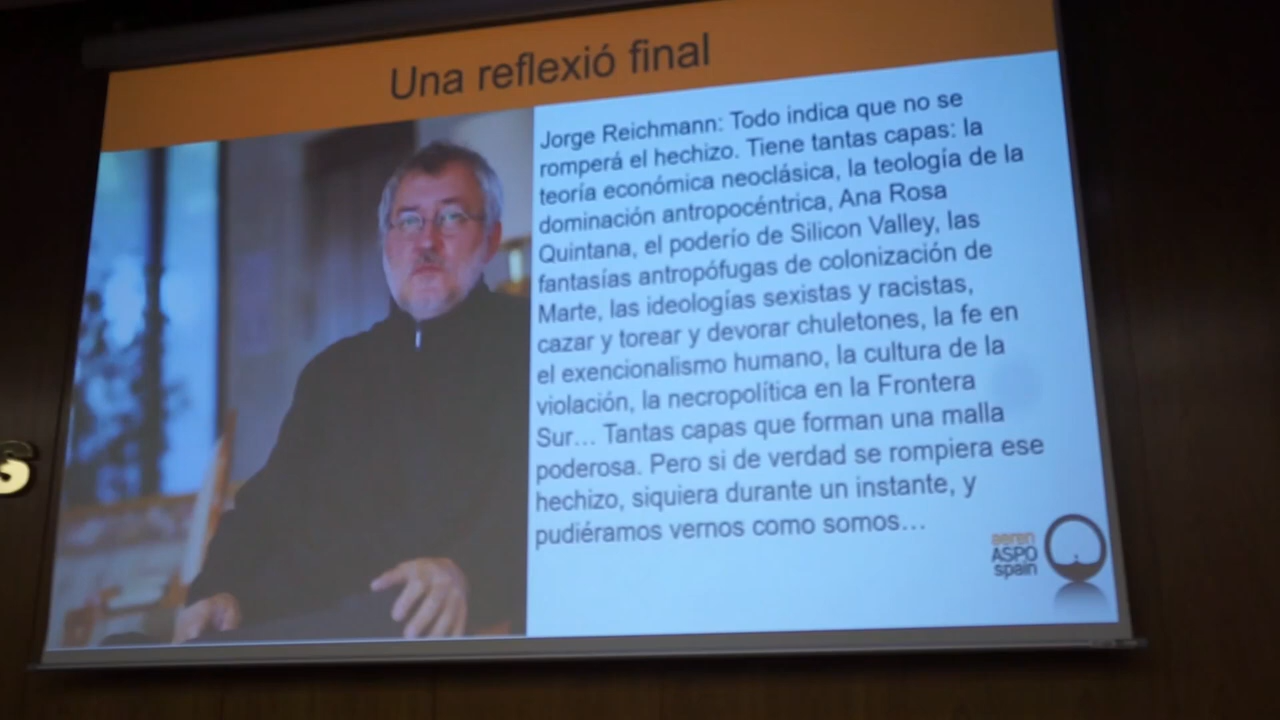 Una reflexió final
Jorge Reichmann: Todo indica que no se
romperá el hechizo. Tiene tantas capas: la
teoría económica neoclásica, la teología de la
dominación antropocéntrica, Ana Rosa
Quintana, el poderío de Silicon Valley, las
fantasías antropófugas de colonización de
Marte, las ideologías sexistas y racistas,
cazar y torear y devorar chuletones, la fe en
el exencionalismo humano, la cultura de la
violación, la necropolítica en la Frontera
Sur... Tantas capas que forman una malla
poderosa. Pero si de verdad se rompiera ese
hechizo, siquiera durante un instante, y
pudiéramos vernos como somos...
aeren
ASPO
spain
S